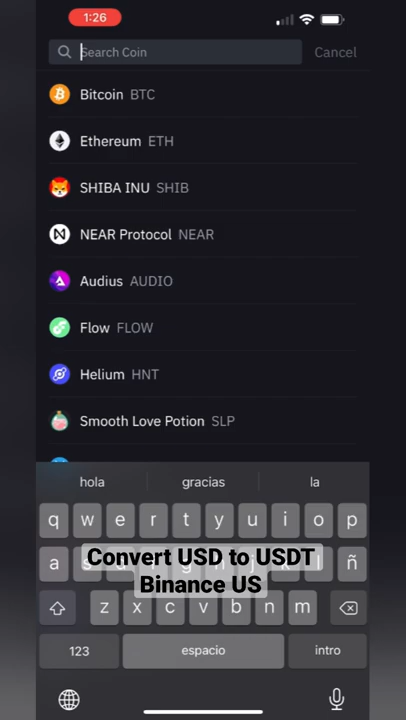 1:26
Search Coin Cancel
Bitcoin BTC
Ethereum ETH
SHIBA INU SHIB
NEAR Protocol NEAR
Audius AUDIO
Flow FLOW
Helium HNT
Smooth Love Potion SLP
hola gracias la
q w e r t y u i o p
a ñ
Convert USD to USDT
Binance US
z x c v b n m
123 espacio intro